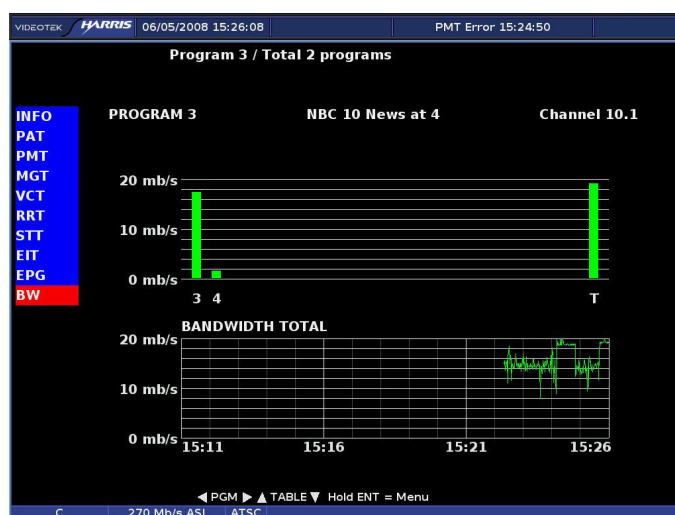 VIDEOTEK HARRIS 06/05/2008 15:26:08 PMT Error 15:24:50
Program 3 / Total 2 programs
PROGRAM 3 NBC 10 News at 4 Channel 10.1
INFO
PAT
PMT
MGT
VCT
RRT
STT
EIT
EPG
BW
20 mb/s
10 mb/s
0 mb/s
3 4 T
BANDWIDTH TOTAL
20 mb/s
10 mb/s
0 mb/s
15:11 15:16 15:21 15:26
◀ PGM ▶ ▲ TABLE ▼ Hold ENT = Menu
C 270 Mb/s ASI ATSC